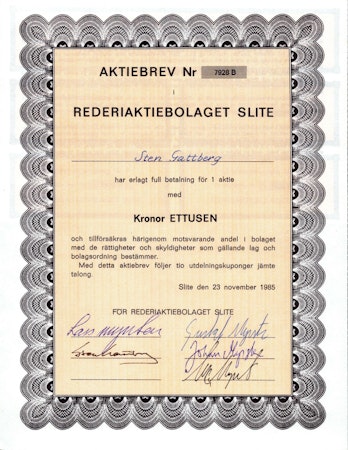 AKTIEBREV Nr 7928 B
i
REDERIAKTIEBOLAGET SLITE
Sten Gattberg
har erlagt full betalning för 1 aktie
med
Kronor ETTUSEN
och tillförsäkras härigenom motsvarande andel i bolaget
med de rättigheter och skyldigheter som gällande lag och
bolagsordning bestämmer.
Med detta aktiebrev följer tio utdelningskuponger jämte
talong.
Slite den 23 november 1985
FÖR REDERIAKTIEBOLAGET SLITE